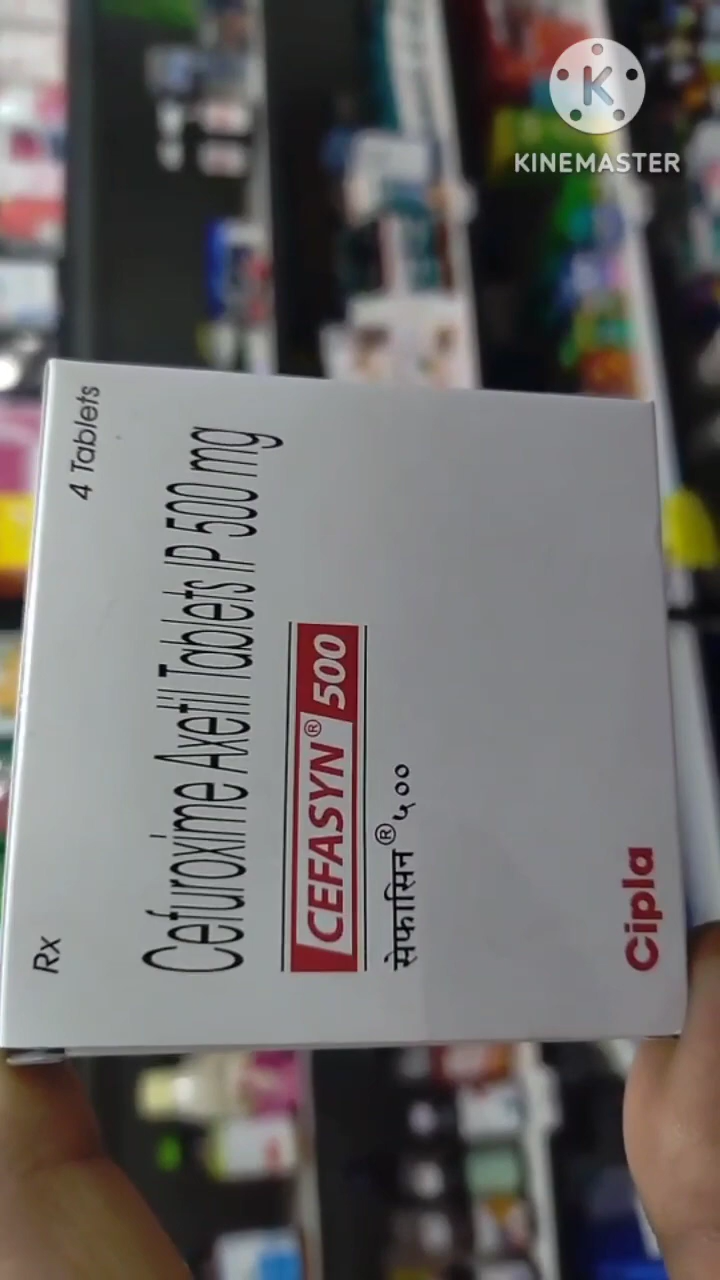 K
KINEMASTER
Rx
4 Tablets
Cefuroxime Axetil Tablets IP 500 mg
CEFASYN® 500
सेफासिन® ५००
Cipla